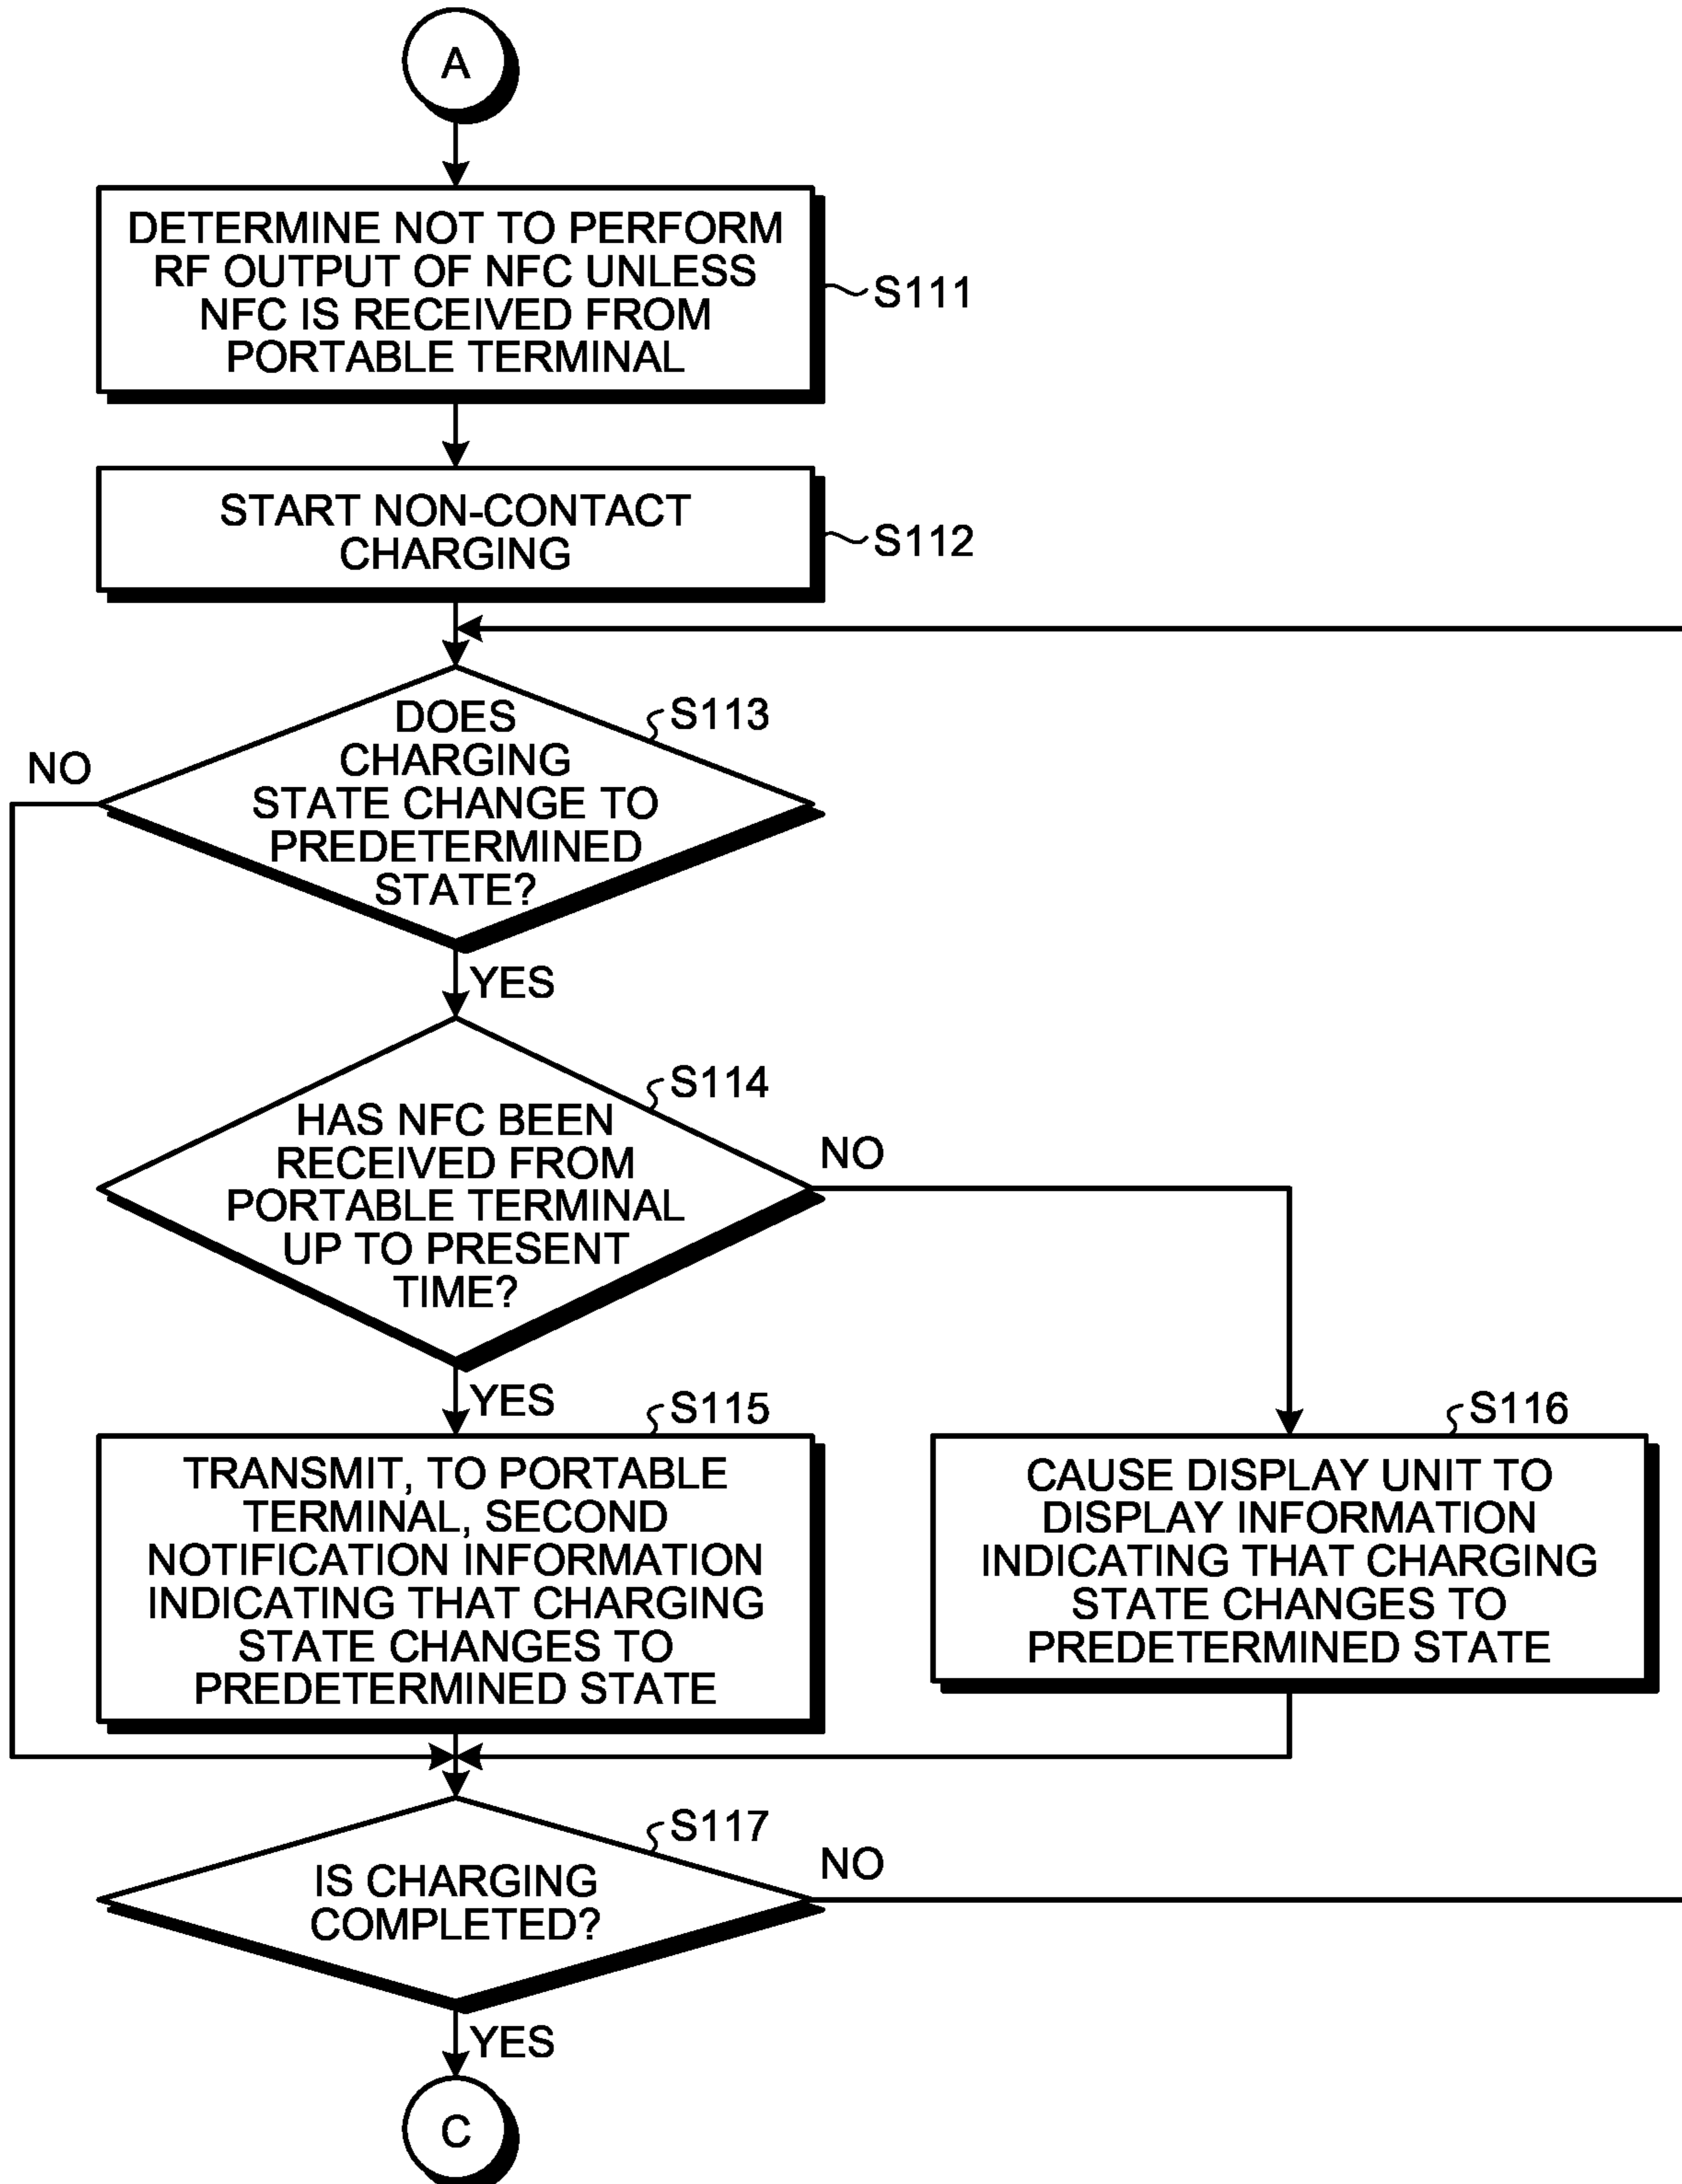 A
DETERMINE NOT TO PERFORM
RF OUTPUT OF NFC UNLESS
NFC IS RECEIVED FROM
PORTABLE TERMINAL
S111
START NON-CONTACT
CHARGING
S112
DOES
CHARGING
STATE CHANGE TO
PREDETERMINED
STATE?
S113
NO
YES
HAS NFC BEEN
RECEIVED FROM
PORTABLE TERMINAL
UP TO PRESENT
TIME?
S114
NO
YES
S115
TRANSMIT, TO PORTABLE
TERMINAL, SECOND
NOTIFICATION INFORMATION
INDICATING THAT CHARGING
STATE CHANGES TO
PREDETERMINED STATE
S116
CAUSE DISPLAY UNIT TO
DISPLAY INFORMATION
INDICATING THAT CHARGING
STATE CHANGES TO
PREDETERMINED STATE
S117
IS CHARGING
COMPLETED?
NO
YES
C